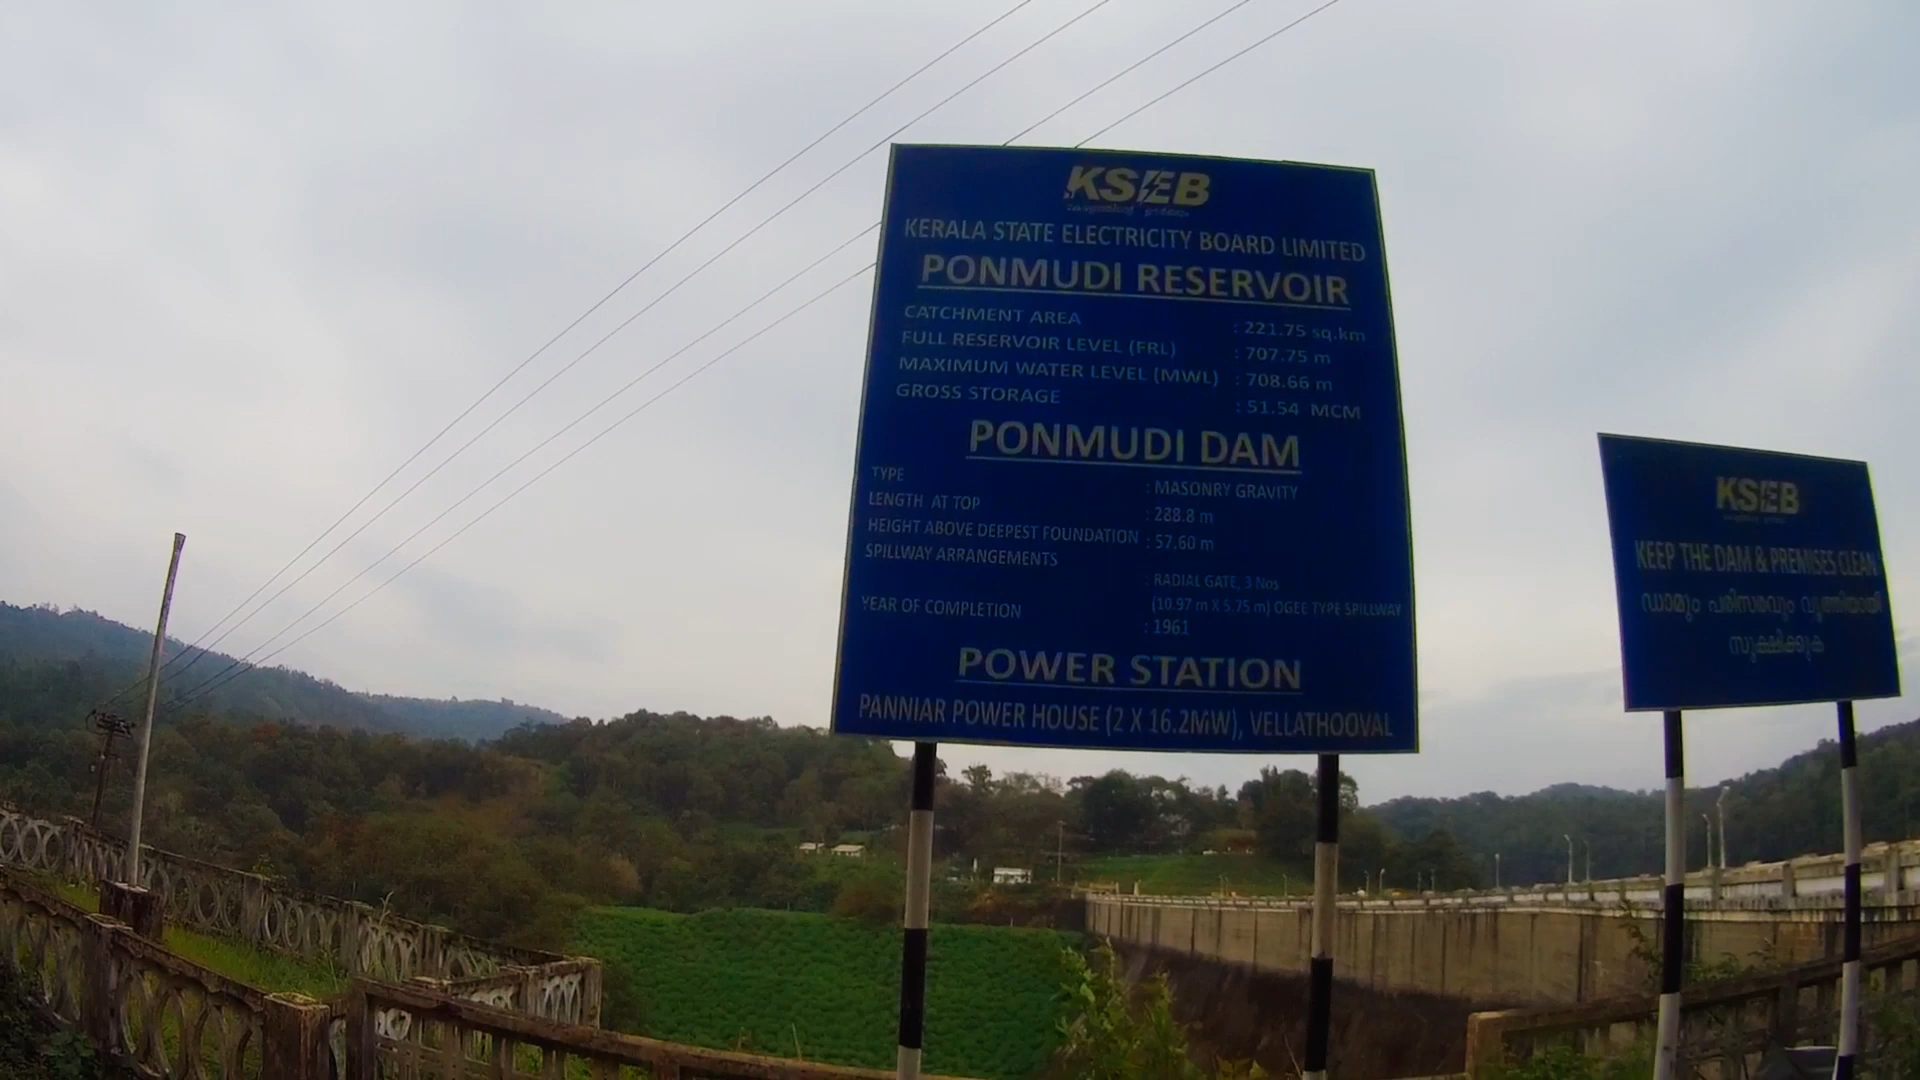 KSEB
KERALA STATE ELECTRICITY BOARD LIMITED
PONMUDI RESERVOIR
CATCHMENT AREA : 221.75 sq.km
FULL RESERVOIR LEVEL (FRL) : 707.75 m
MAXIMUM WATER LEVEL (MWL) : 708.66 m
GROSS STORAGE : 51.54 MCM
PONMUDI DAM
TYPE : MASONRY GRAVITY
LENGTH AT TOP : 288.8 m
HEIGHT ABOVE DEEPEST FOUNDATION : 57.60 m
SPILLWAY ARRANGEMENTS : RADIAL GATE, 3 Nos
(10.97 m X 5.75 m) OGEE TYPE SPILLWAY
YEAR OF COMPLETION : 1961
POWER STATION
PANNIAR POWER HOUSE (2 X 16.2MW), VELLATHOOVAL
KSEB
KEEP THE DAM & PREMISES CLEAN
ഡാമും പരിസരവും വൃത്തിയായി
സൂക്ഷിക്കുക